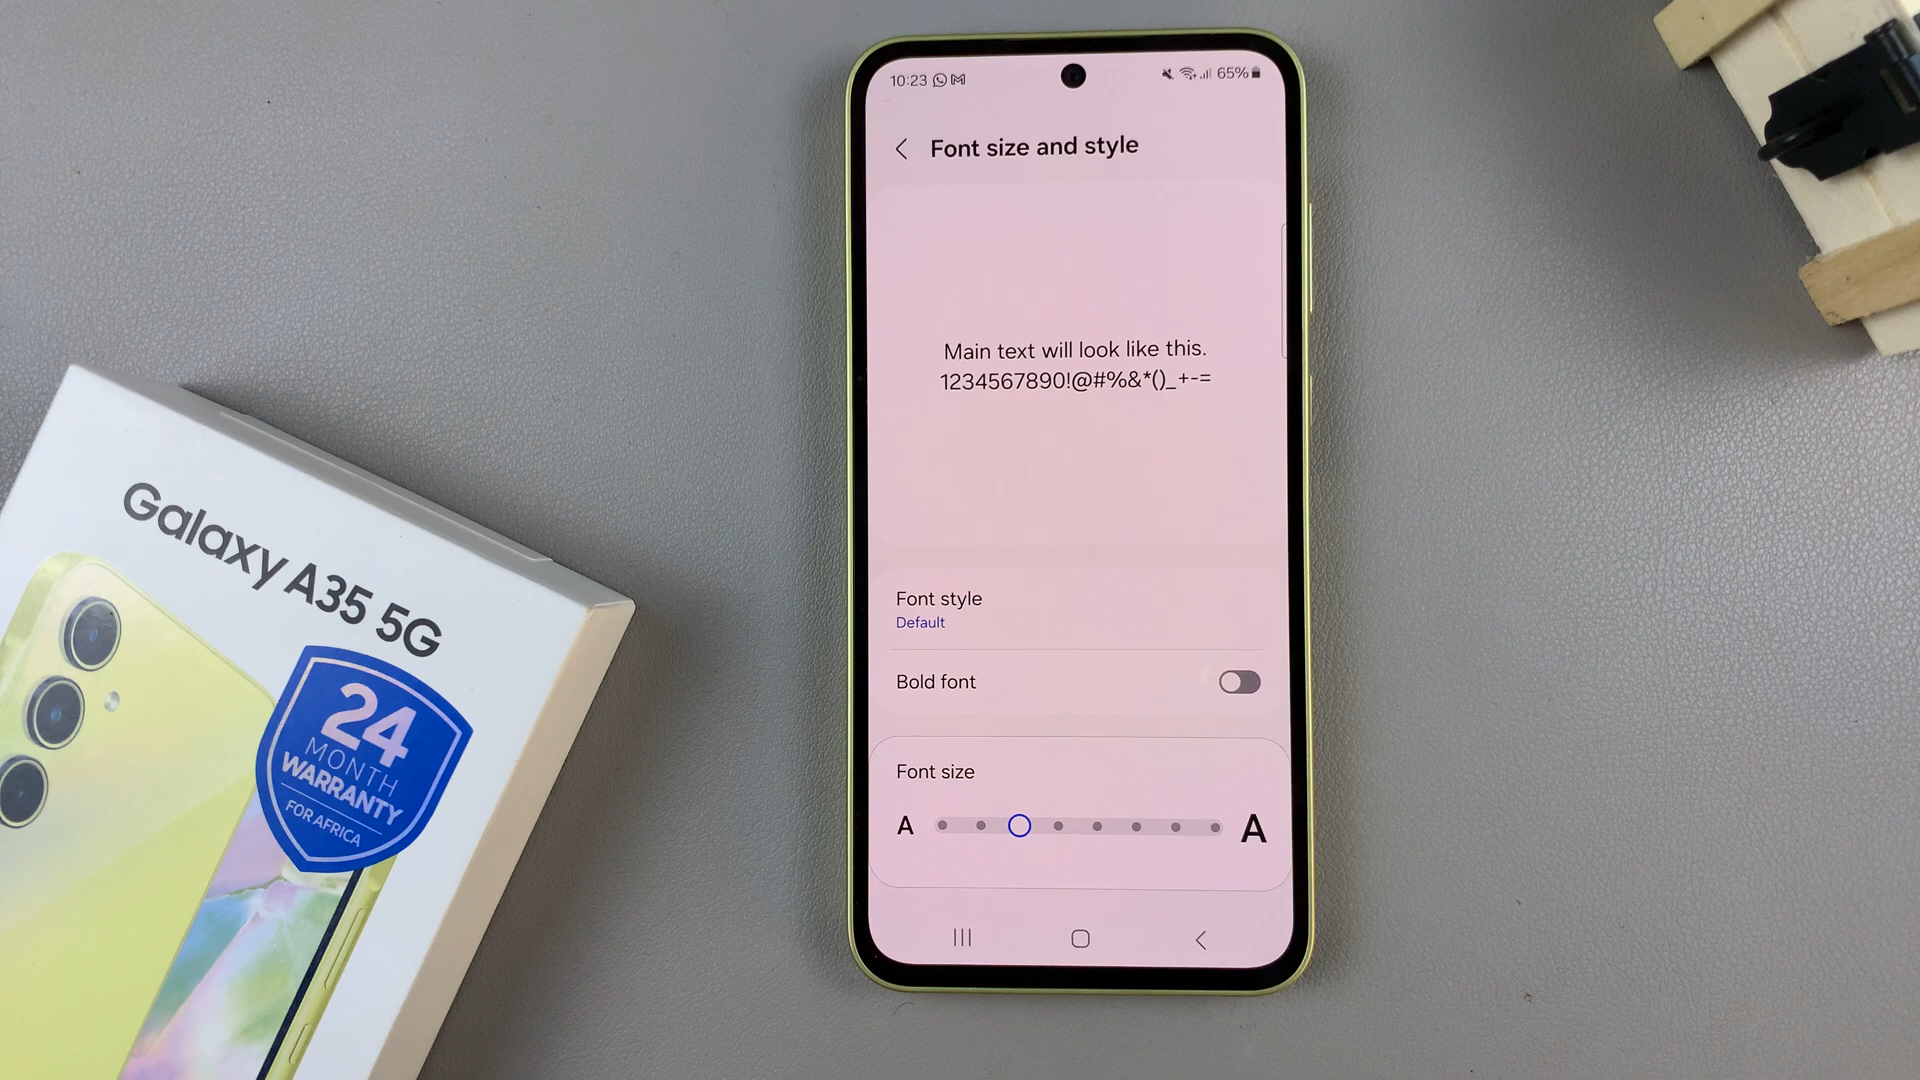 10:23
65%
Font size and style
Main text will look like this.
1234567890!@#%&*()_+-=
Font style
Default
Bold font
Font size
A A
Galaxy A35 5G
24
MONTH
WARRANTY
FOR AFRICA